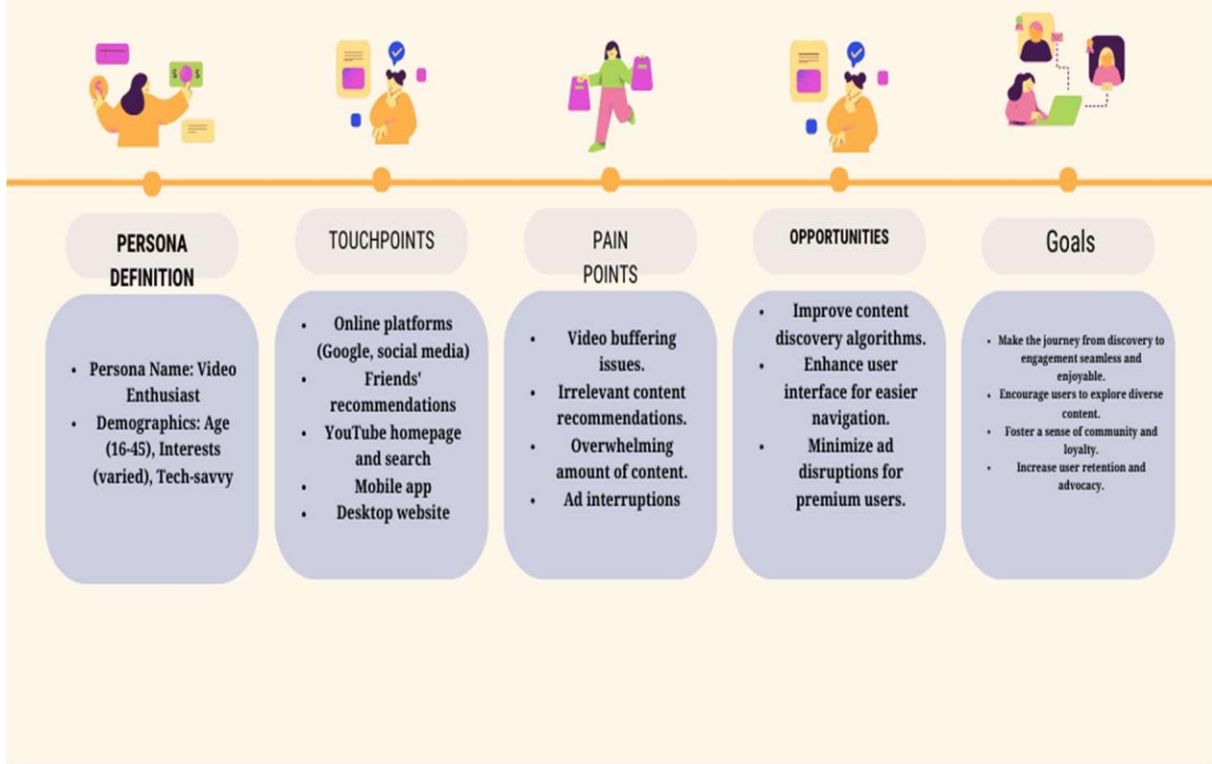 PERSONA
DEFINITION
• Persona Name: Video
Enthusiast
• Demographics: Age
(16-45), Interests
(varied), Tech-savvy
TOUCHPOINTS
• Online platforms
(Google, social media)
• Friends'
recommendations
• YouTube homepage
and search
• Mobile app
• Desktop website
PAIN
POINTS
• Video buffering
issues.
• Irrelevant content
recommendations.
• Overwhelming
amount of content.
• Ad interruptions
OPPORTUNITIES
• Improve content
discovery algorithms.
• Enhance user
interface for easier
navigation.
• Minimize ad
disruptions for
premium users.
Goals
• Make the journey from discovery to
engagement seamless and
enjoyable.
• Encourage users to explore diverse
content.
• Foster a sense of community and
loyalty.
• Increase user retention and
advocacy.